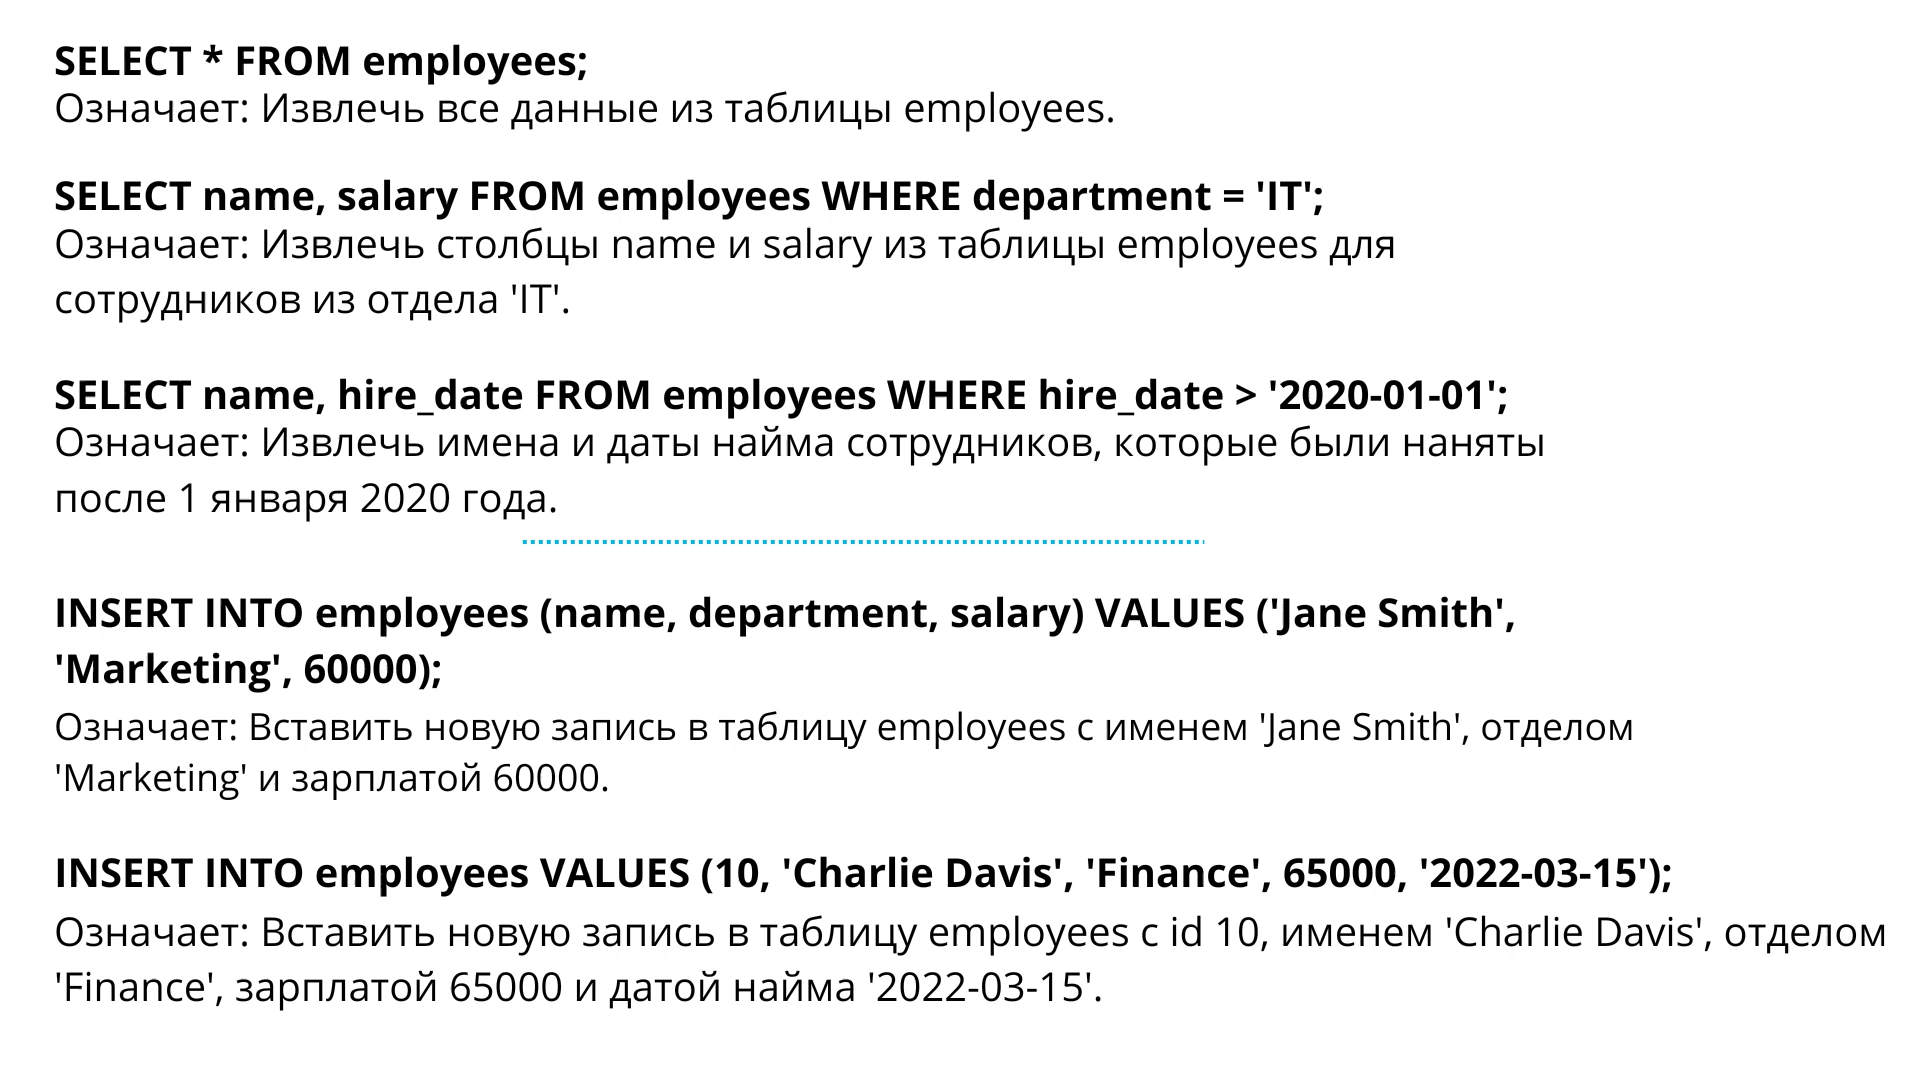 SELECT * FROM employees;
Означает: Извлечь все данные из таблицы employees.
SELECT name, salary FROM employees WHERE department = 'IT';
Означает: Извлечь столбцы name и salary из таблицы employees для
сотрудников из отдела 'IT'.
SELECT name, hire_date FROM employees WHERE hire_date > '2020-01-01';
Означает: Извлечь имена и даты найма сотрудников, которые были наняты
после 1 января 2020 года.
INSERT INTO employees (name, department, salary) VALUES ('Jane Smith',
'Marketing', 60000);
Означает: Вставить новую запись в таблицу employees с именем 'Jane Smith', отделом
'Marketing' и зарплатой 60000.
INSERT INTO employees VALUES (10, 'Charlie Davis', 'Finance', 65000, '2022-03-15');
Означает: Вставить новую запись в таблицу employees с id 10, именем 'Charlie Davis', отделом
'Finance', зарплатой 65000 и датой найма '2022-03-15'.